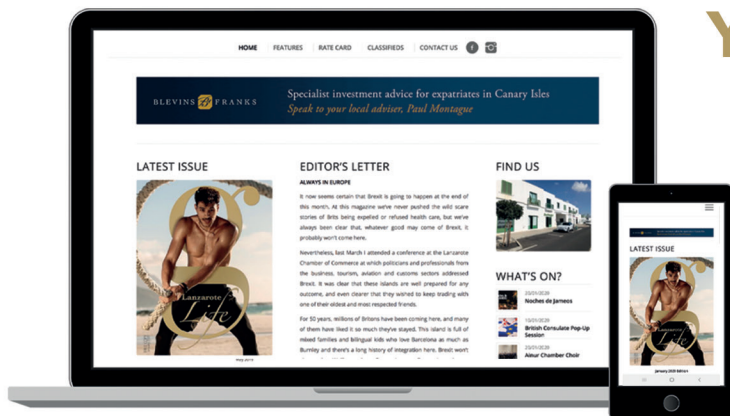 Y
HOME FEATURES RATE CARD CLASSIFIEDS CONTACT US
BLEVINS FRANKS
Specialist investment advice for expatriates in Canary Isles
Speak to your local adviser, Paul Montague
LATEST ISSUE
Lanzarote
Life
EDITOR'S LETTER
ALWAYS IN EUROPE
It now seems certain that Brexit is going to happen at the end of
this month. At this magazine we've never pushed the wild scare
stories of Brits being expelled or refused health care, but we've
always been clear that, whatever good may come of Brexit, it
probably won't come here.
Nevertheless, last March I attended a conference at the Lanzarote
Chamber of Commerce at which politicians and professionals from
the business, tourism, aviation and customs sectors addressed
Brexit. It was clear that these islands are well prepared for any
outcome, and even clearer that they wished to keep trading with
one of their oldest and most respected friends.
For 50 years, millions of Britons have been coming here, and many
of them have liked it so much they've stayed. This island is full of
mixed families and bilingual kids who love Barcelona as much as
Burnley and there's a long history of integration here. Brexit won't
FIND US
WHAT'S ON?
Noches de Jameos
British Consulate Pop-Up
Session
Ainur Chamber Choir
LATEST ISSUE
Lanzarote
Life
January 2020 Edition